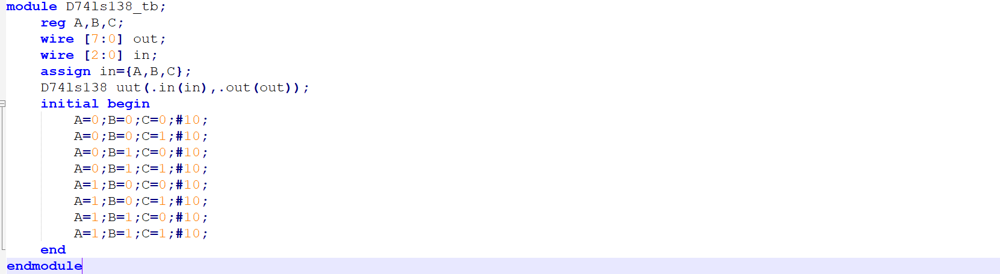 module D74ls138_tb;
    reg A,B,C;
    wire [7:0] out;
    wire [2:0] in;
    assign in={A,B,C};
    D74ls138 uut(.in(in),.out(out));
    initial begin
        A=0;B=0;C=0;#10;
        A=0;B=0;C=1;#10;
        A=0;B=1;C=0;#10;
        A=0;B=1;C=1;#10;
        A=1;B=0;C=0;#10;
        A=1;B=0;C=1;#10;
        A=1;B=1;C=0;#10;
        A=1;B=1;C=1;#10;
    end
endmodule